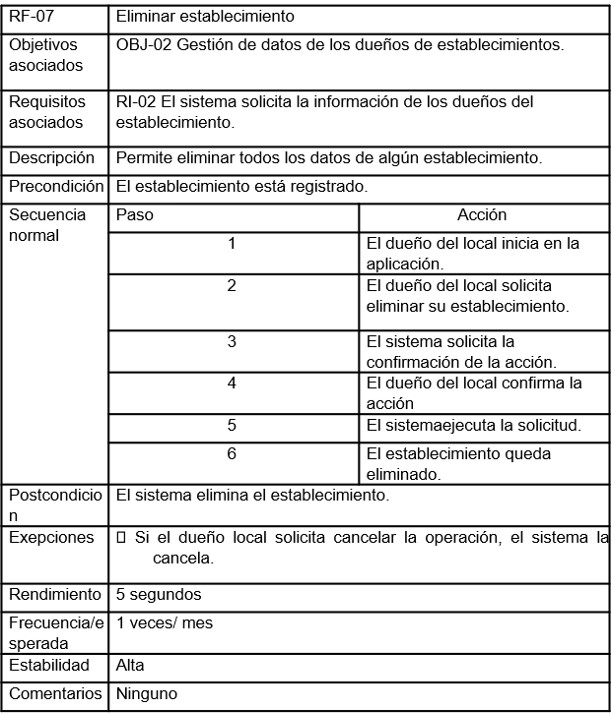 RF-07 Eliminar establecimiento
Objetivos asociados OBJ-02 Gestión de datos de los dueños de establecimientos.
Requisitos asociados RI-02 El sistema solicita la información de los dueños del
establecimiento.
Descripción Permite eliminar todos los datos de algún establecimiento.
Precondición El establecimiento está registrado.
Secuencia normal Paso Acción
1 El dueño del local inicia en la
aplicación.
2 El dueño del local solicita
eliminar su establecimiento.
3 El sistema solicita la
confirmación de la acción.
4 El dueño del local confirma la
acción
5 El sistemaejecuta la solicitud.
6 El establecimiento queda
eliminado.
Postcondicio
n El sistema elimina el establecimiento.
Exepciones Si el dueño local solicita cancelar la operación, el sistema la
cancela.
Rendimiento 5 segundos
Frecuencia/e
sperada 1 veces/ mes
Estabilidad Alta
Comentarios Ninguno